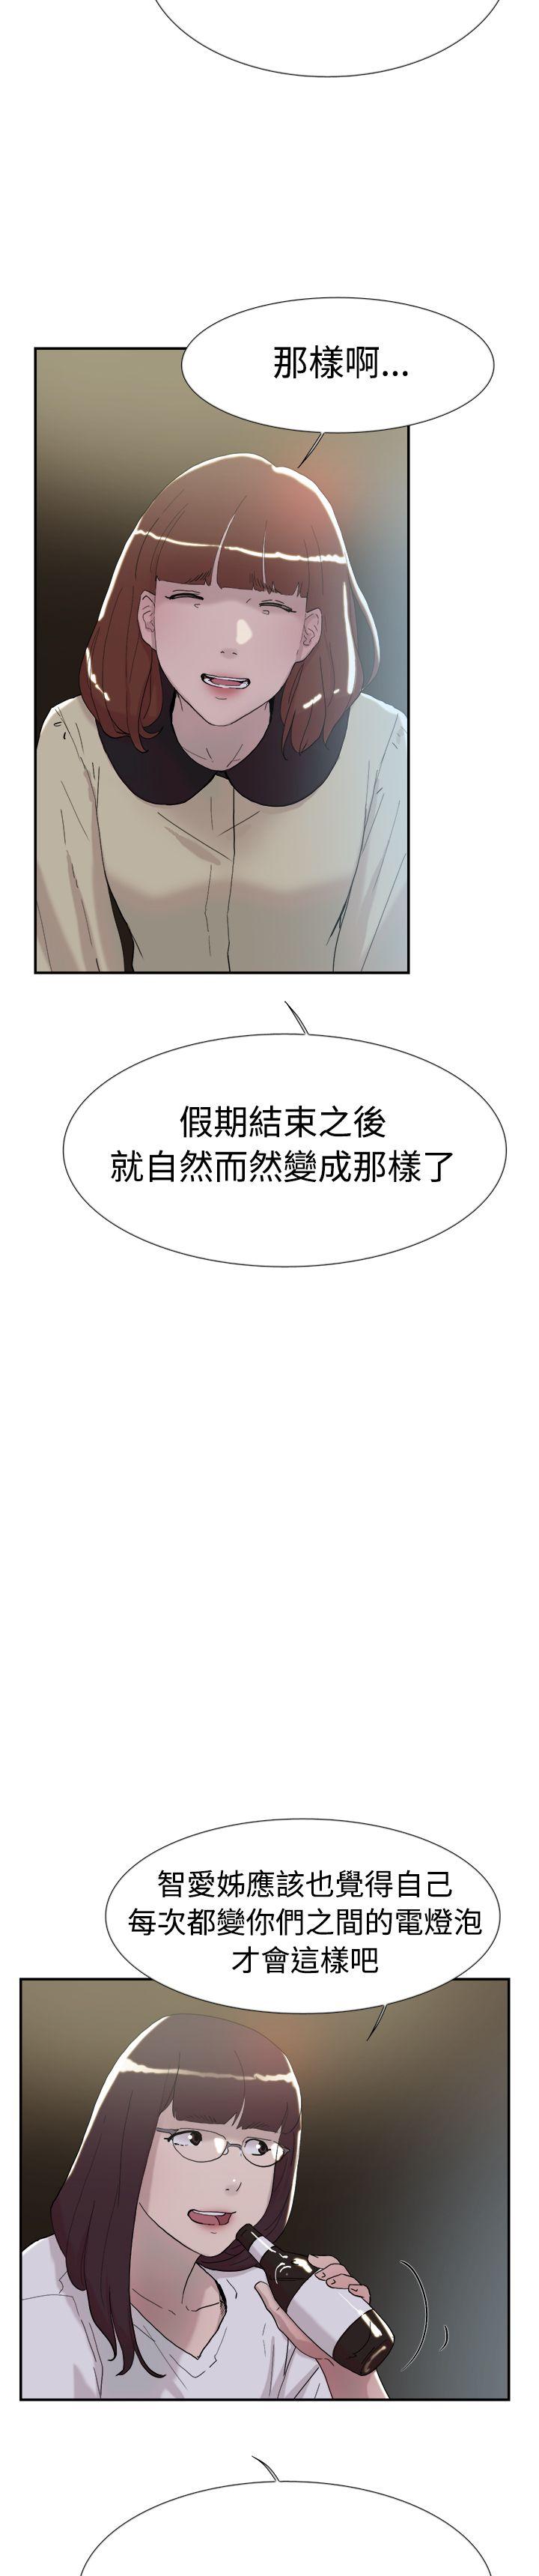 那樣啊...
假期結束之後
就自然而然變成那樣了
智愛姊應該也覺得自己
每次都變你們之間的電燈泡
才會這樣吧